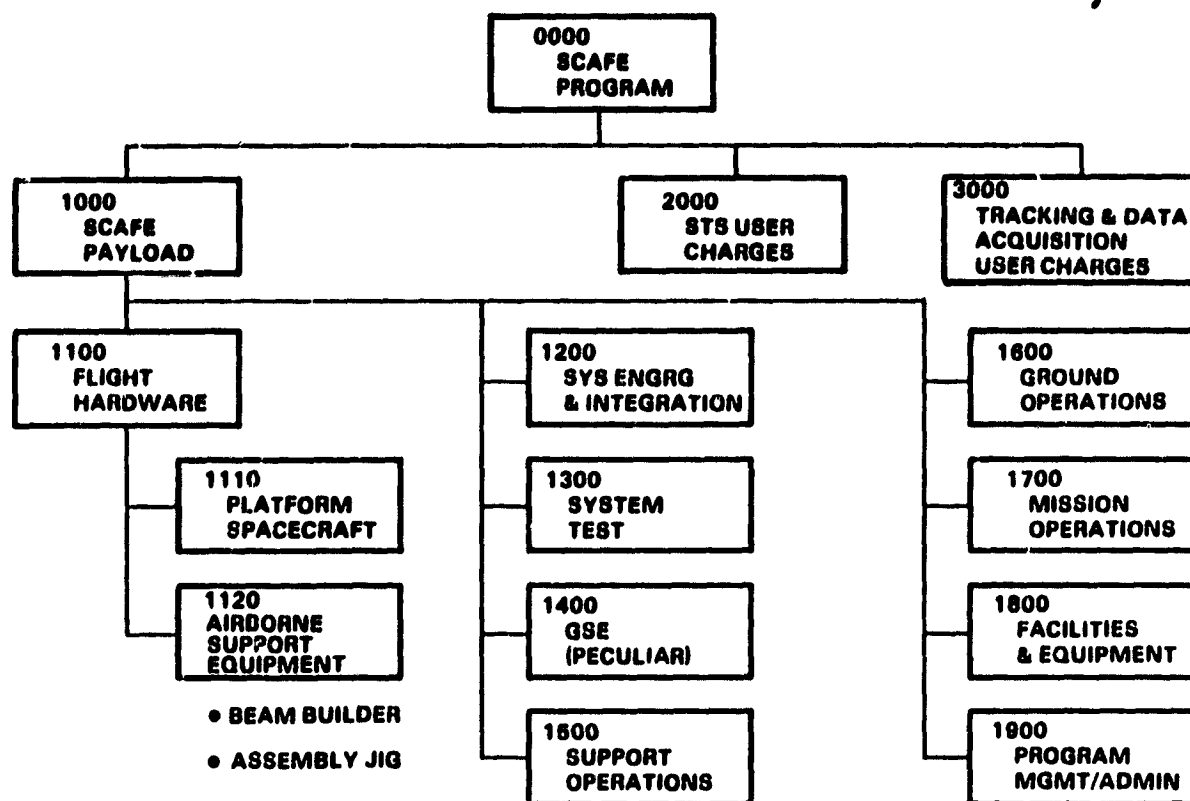 0000
SCAFE
PROGRAM
1000
SCAFE
PAYLOAD
2000
STS USER
CHARGES
3000
TRACKING & DATA
ACQUISITION
USER CHARGES
1100
FLIGHT
HARDWARE
1110
PLATFORM
SPACECRAFT
1120
AIRBORNE
SUPPORT
EQUIPMENT
• BEAM BUILDER
• ASSEMBLY JIG
1200
SYS ENGRG
& INTEGRATION
1300
SYSTEM
TEST
1400
GSE
(PECULIAR)
1500
SUPPORT
OPERATIONS
1600
GROUND
OPERATIONS
1700
MISSION
OPERATIONS
1800
FACILITIES
& EQUIPMENT
1900
PROGRAM
MGMT/ADMIN